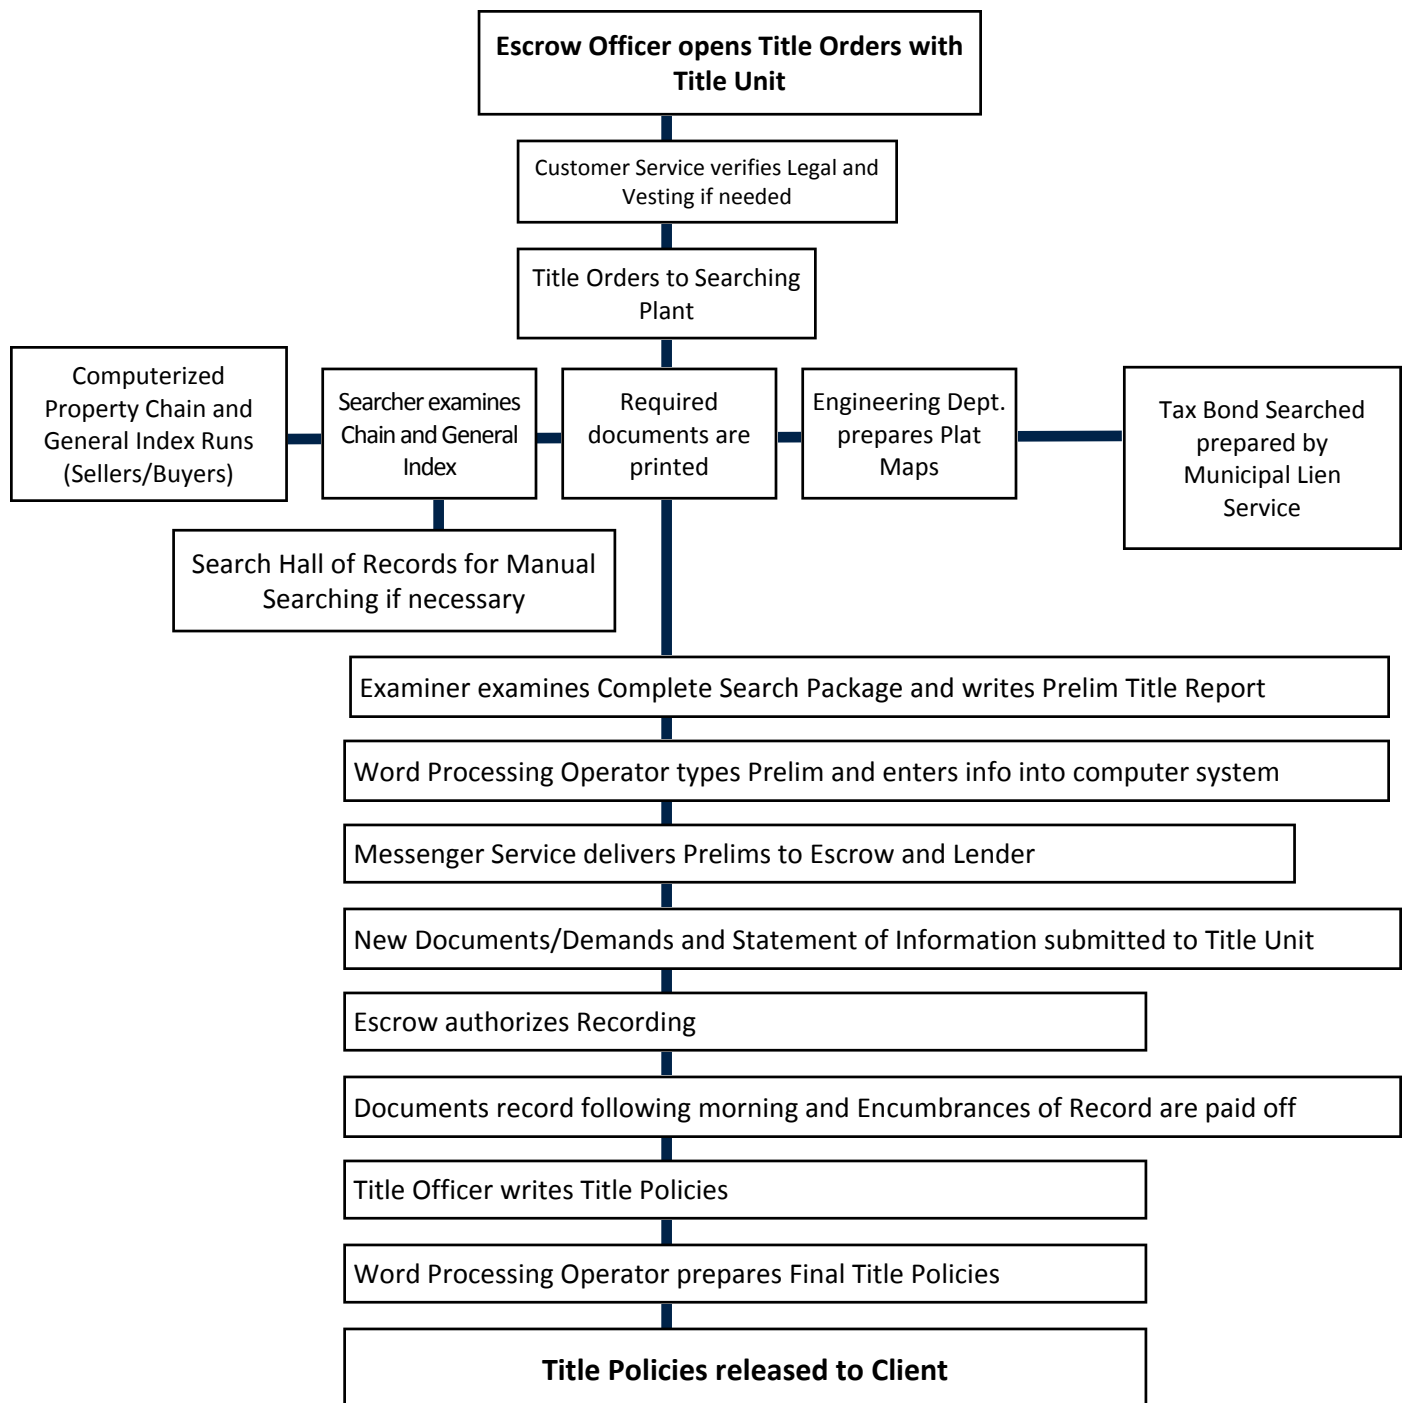 Escrow Officer opens Title Orders with
Title Unit
Customer Service verifies Legal and
Vesting if needed
Title Orders to Searching
Plant
Computerized
Property Chain and
General Index Runs
(Sellers/Buyers)
Searcher examines
Chain and General
Index
Required
documents are
printed
Engineering Dept.
prepares Plat
Maps
Tax Bond Searched
prepared by
Municipal Lien
Service
Search Hall of Records for Manual
Searching if necessary
Examiner examines Complete Search Package and writes Prelim Title Report
Word Processing Operator types Prelim and enters info into computer system
Messenger Service delivers Prelims to Escrow and Lender
New Documents/Demands and Statement of Information submitted to Title Unit
Escrow authorizes Recording
Documents record following morning and Encumbrances of Record are paid off
Title Officer writes Title Policies
Word Processing Operator prepares Final Title Policies
Title Policies released to Client